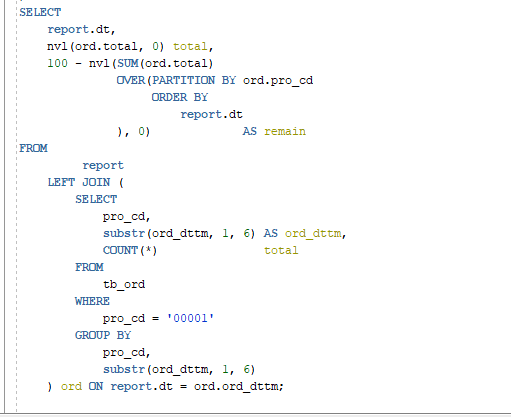 SELECT
report.dt,
nvl(ord.total, 0) total,
100 - nvl(SUM(ord.total)
OVER(PARTITION BY ord.pro_cd
ORDER BY
report.dt
), 0) AS remain
FROM
report
LEFT JOIN (
SELECT
pro_cd,
substr(ord_dttm, 1, 6) AS ord_dttm,
COUNT(*) total
FROM
tb_ord
WHERE
pro_cd = '00001'
GROUP BY
pro_cd,
substr(ord_dttm, 1, 6)
) ord ON report.dt = ord.ord_dttm;